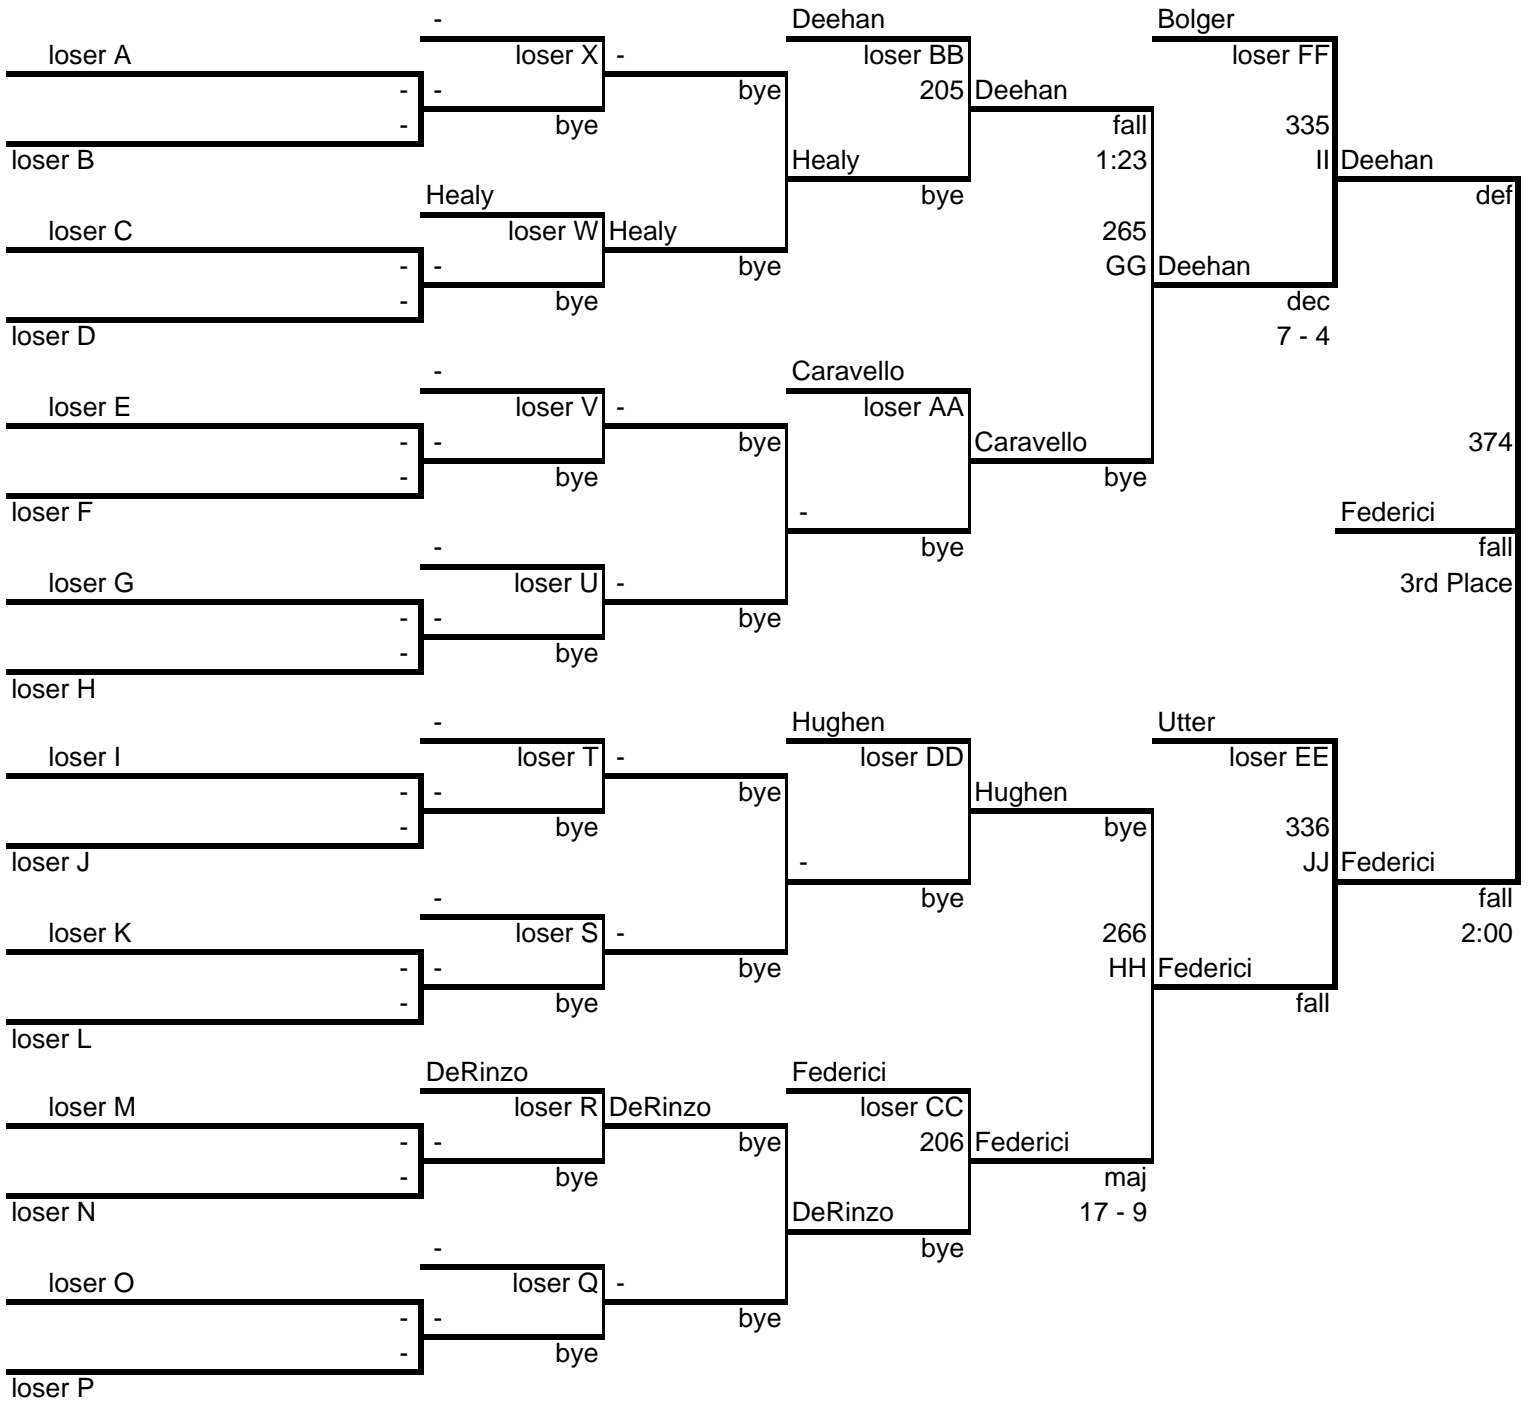 - Deehan Bolger
loser A loser X - loser BB loser FF
- - bye 205 Deehan
- bye fall 335
loser B Healy 1:23 II Deehan
Healy bye def
loser C loser W Healy 265
- - bye GG Deehan
- bye dec
loser D 7 - 4
- Caravello
loser E loser V - loser AA
- - bye Caravello 374
- bye bye
loser F - Federici
- bye fall
loser G loser U - 3rd Place
- - bye
- bye
loser H
- Hughen Utter
loser I loser T - loser DD loser EE
- - bye Hughen
- bye bye 336
loser J - JJ Federici
- bye fall
loser K loser S - 266 2:00
- - bye HH Federici
- bye fall
loser L
DeRinzo Federici
loser M loser R DeRinzo loser CC
- - bye 206 Federici
- bye maj
loser N DeRinzo 17 - 9
- bye
loser O loser Q -
- - bye
- bye
loser P